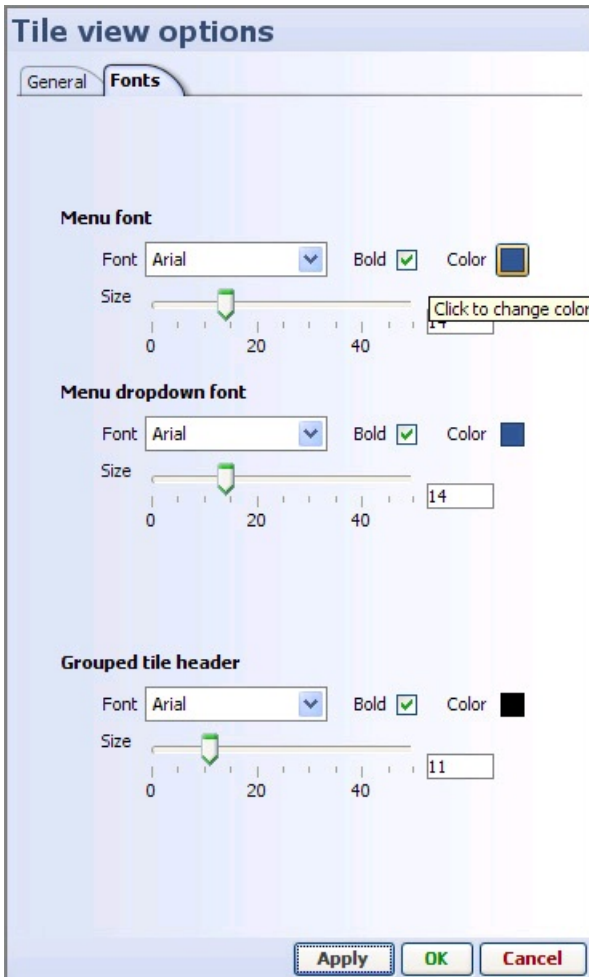 Tile view options
General Fonts
Menu font
Font Arial Bold Color
Size
Click to change color
14
0 20 40
Menu dropdown font
Font Arial Bold Color
Size
14
0 20 40
Grouped tile header
Font Arial Bold Color
Size
11
0 20 40
Apply OK Cancel